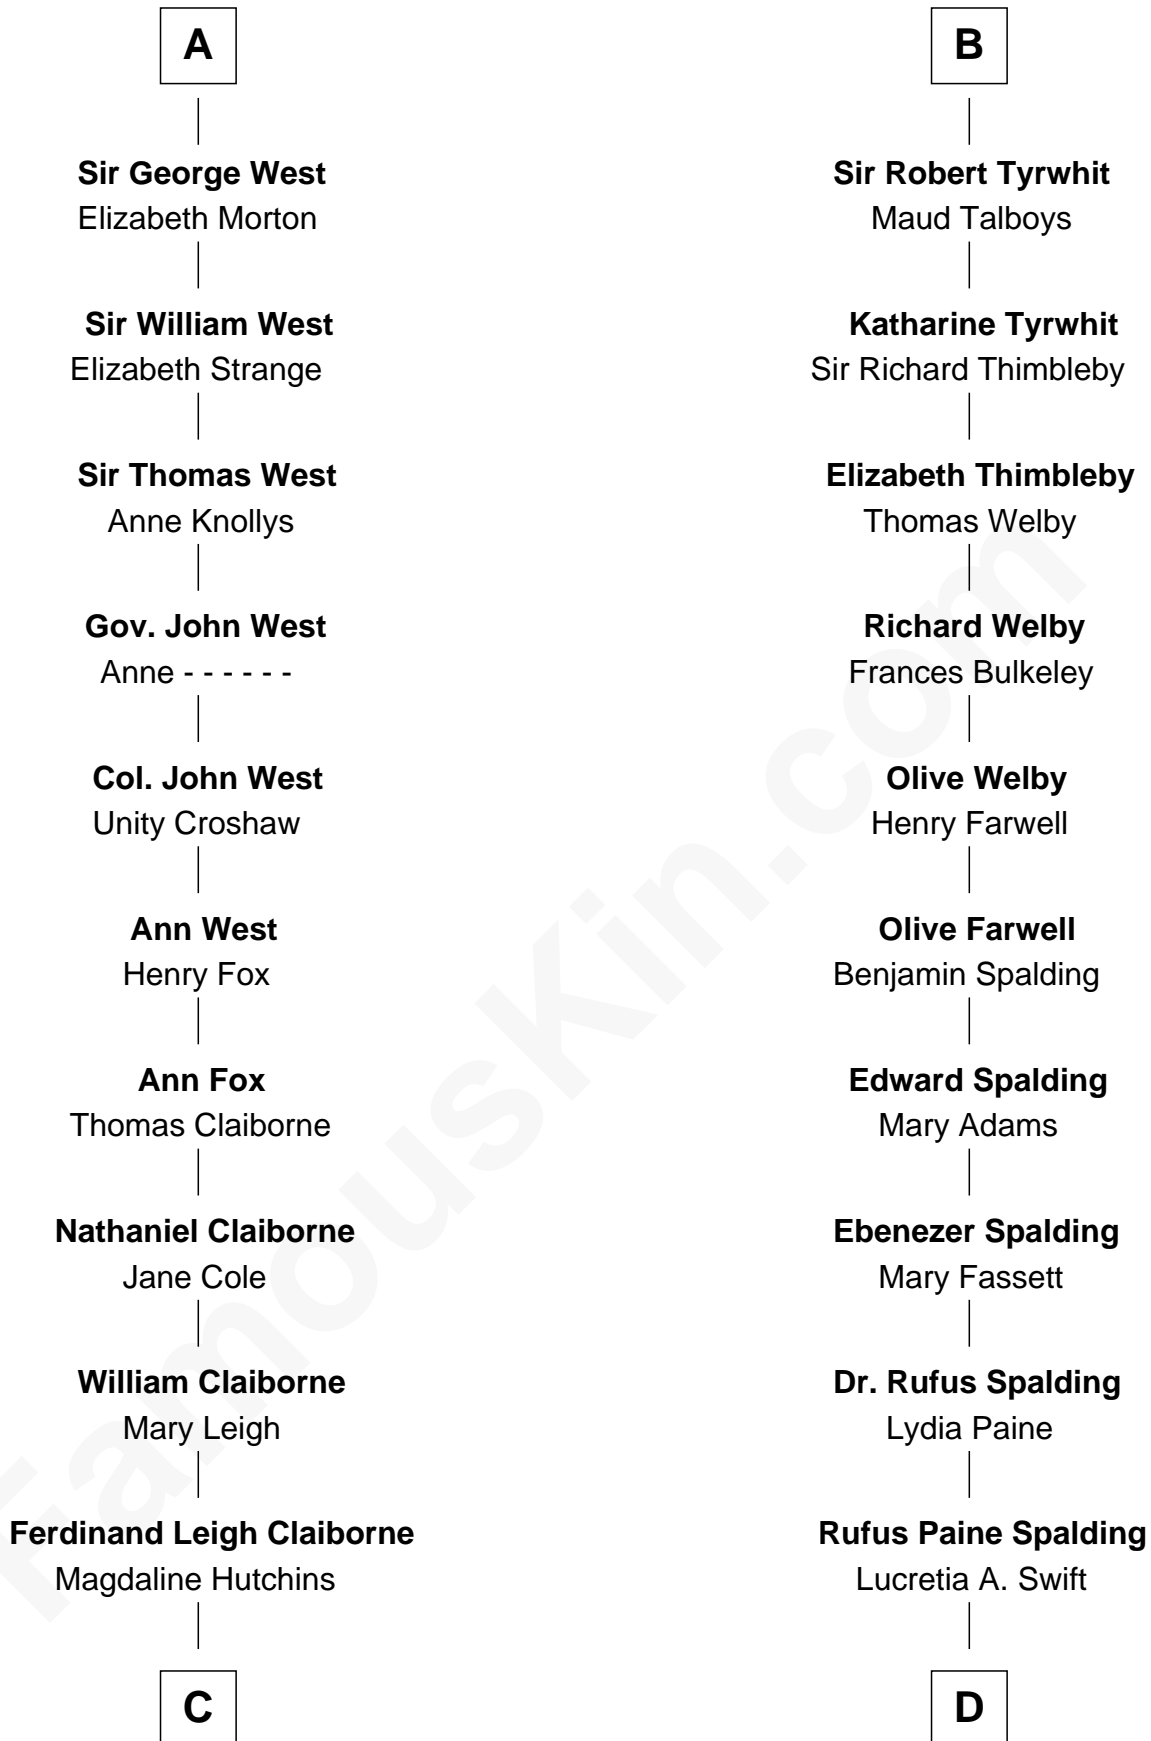 A
Sir George West
Elizabeth Morton
Sir William West
Elizabeth Strange
Sir Thomas West
Anne Knollys
Gov. John West
Anne - - - - - -
Col. John West
Unity Croshaw
Ann West
Henry Fox
Ann Fox
Thomas Claiborne
Nathaniel Claiborne
Jane Cole
William Claiborne
Mary Leigh
Ferdinand Leigh Claiborne
Magdaline Hutchins
C
B
Sir Robert Tyrwhit
Maud Talboys
Katharine Tyrwhit
Sir Richard Thimbleby
Elizabeth Thimbleby
Thomas Welby
Richard Welby
Frances Bulkeley
Olive Welby
Henry Farwell
Olive Farwell
Benjamin Spalding
Edward Spalding
Mary Adams
Ebenezer Spalding
Mary Fassett
Dr. Rufus Spalding
Lydia Paine
Rufus Paine Spalding
Lucretia A. Swift
D
FamousKin.com